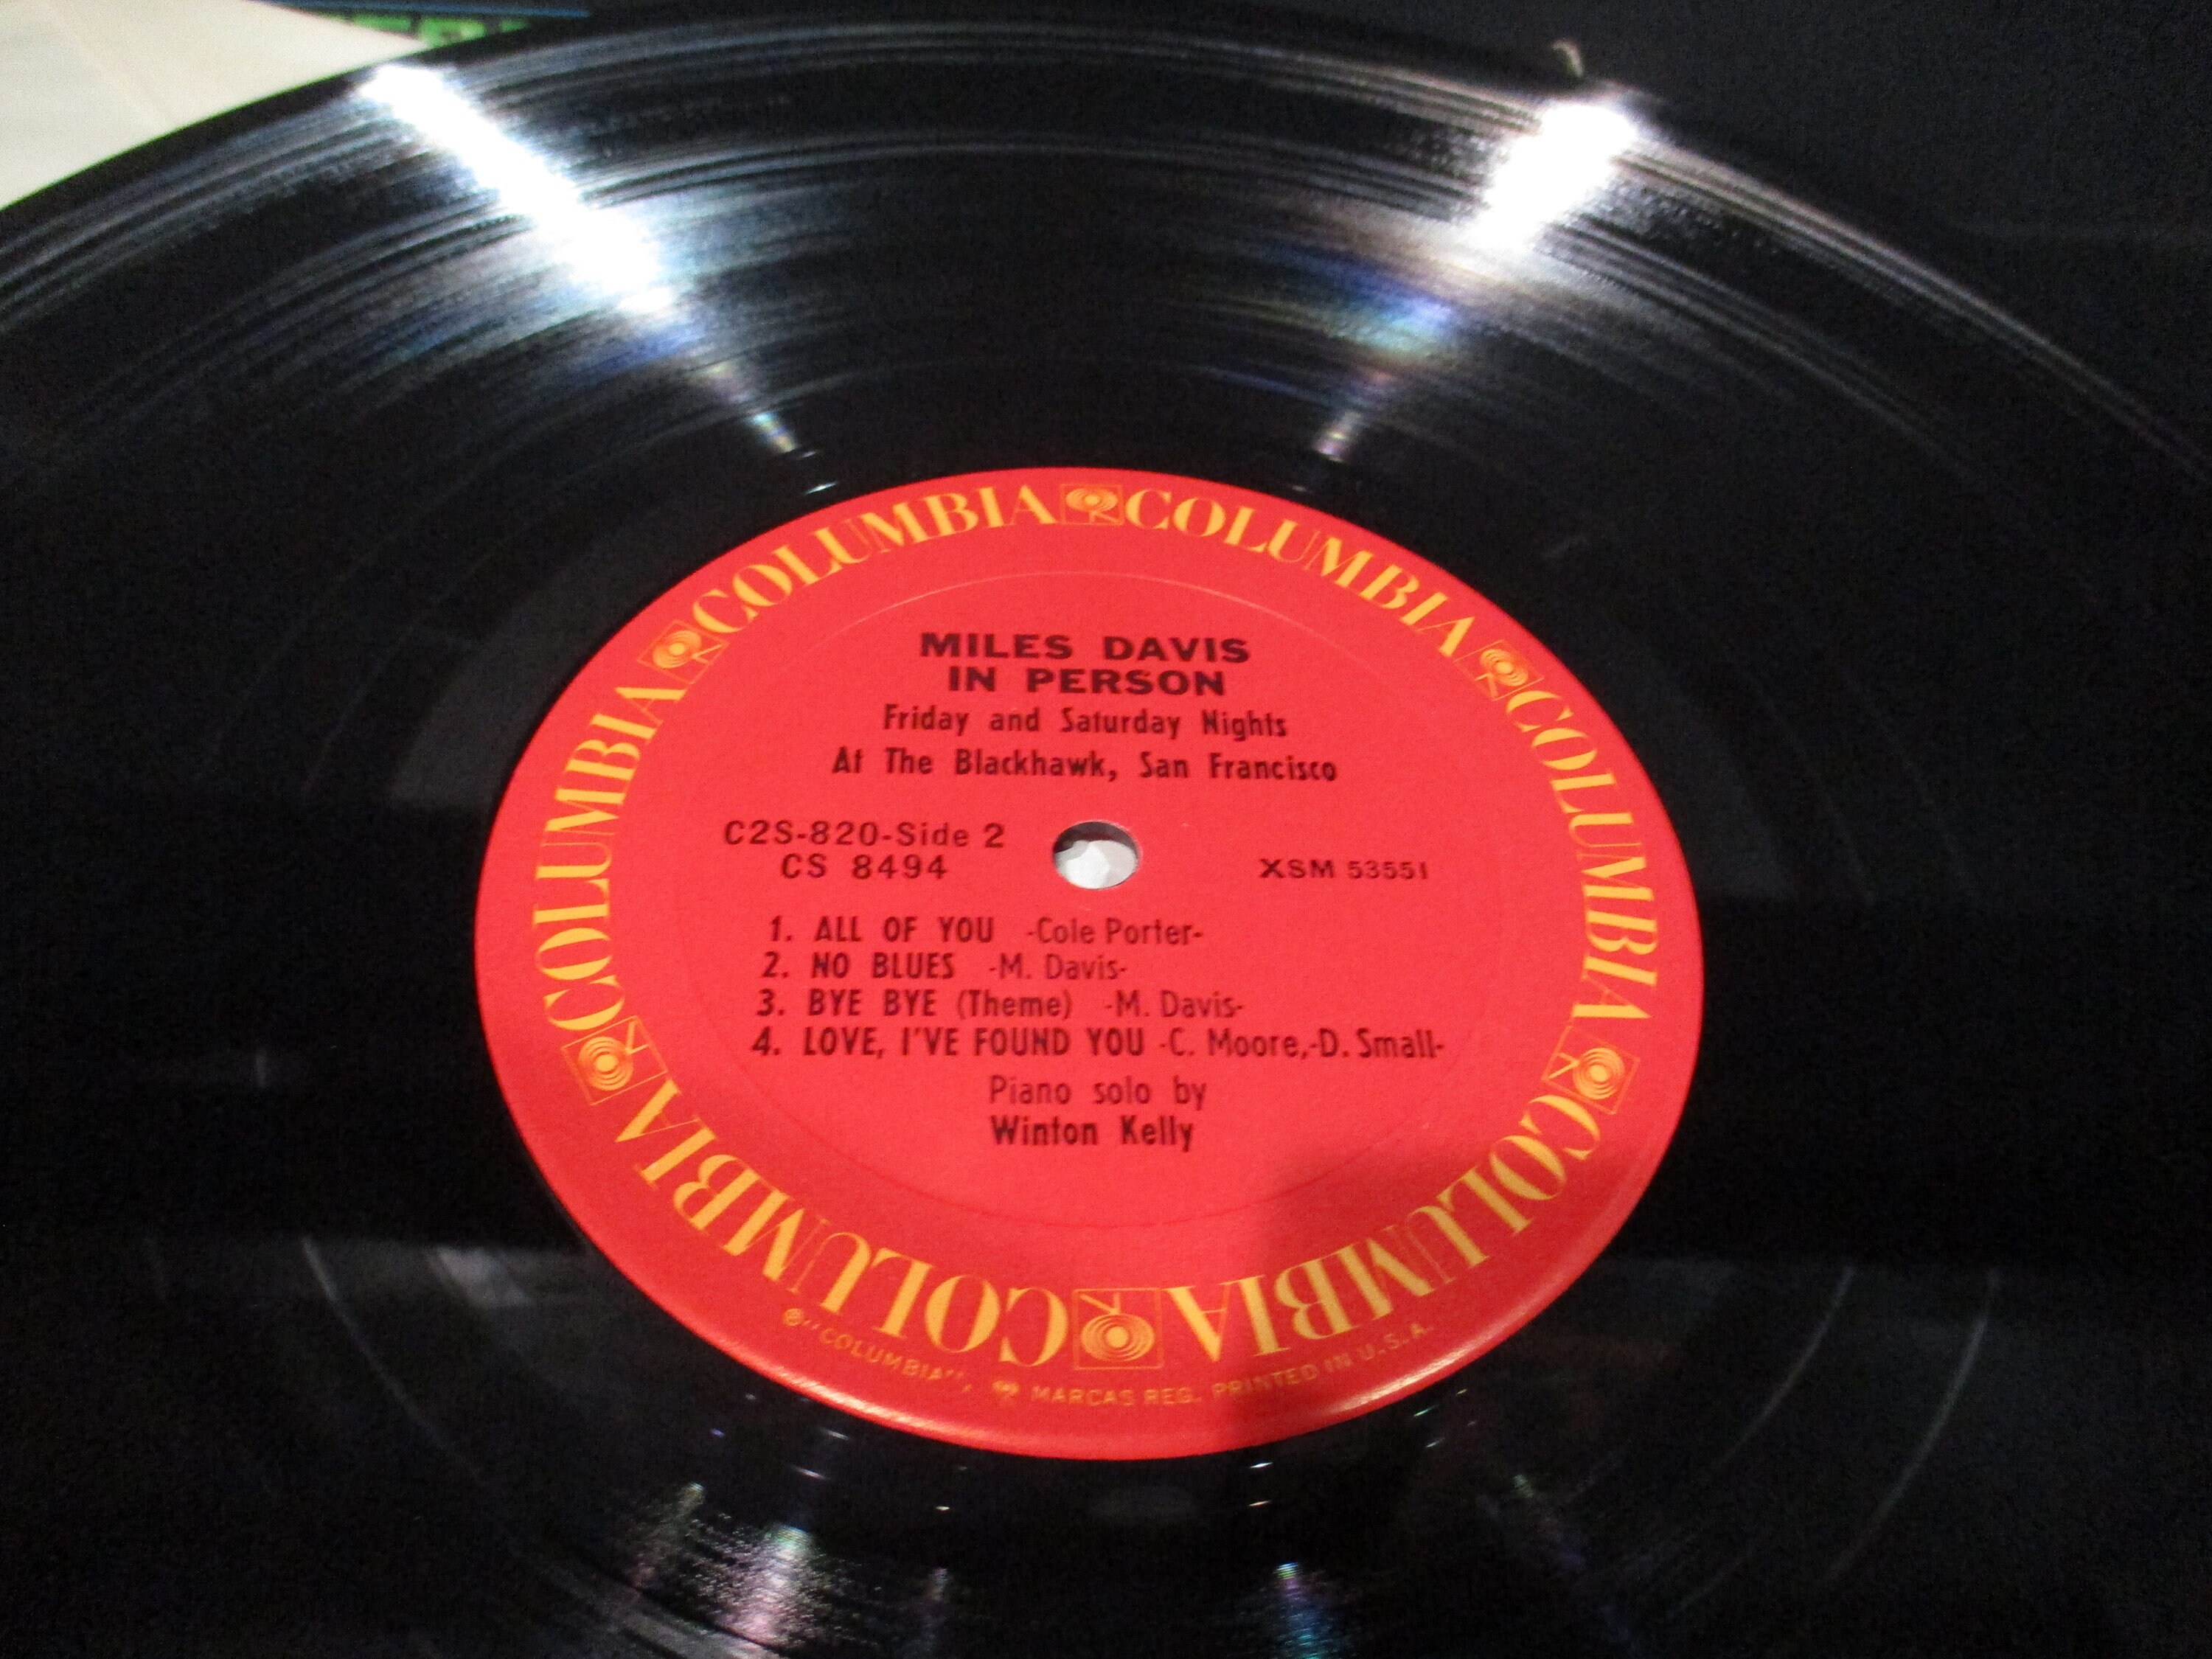 COLUMBIA COLUMBIA COLUMBIA COLUMBIA COLUMBIA COLUMBIA
MILES DAVIS
IN PERSON
Friday and Saturday Nights
At The Blackhawk, San Francisco
C2S-820-Side 2
CS 8494
XSM 53551
1. ALL OF YOU -Cole Porter-
2. NO BLUES -M. Davis-
3. BYE BYE (Theme) -M. Davis-
4. LOVE, I'VE FOUND YOU -C. Moore,-D. Small-
Piano solo by
Winton Kelly
® "COLUMBIA", MARCAS REG. PRINTED IN U.S.A.